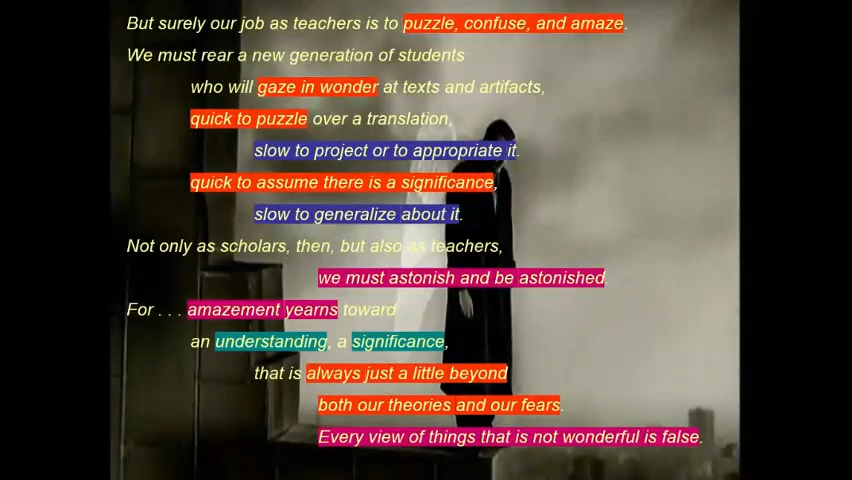 But surely our job as teachers is to puzzle, confuse, and amaze.
We must rear a new generation of students
who will gaze in wonder at texts and artifacts,
quick to puzzle over a translation,
slow to project or to appropriate it.
quick to assume there is a significance,
slow to generalize about it.
Not only as scholars, then, but also as teachers,
we must astonish and be astonished.
For . . . amazement yearns toward
an understanding, a significance,
that is always just a little beyond
both our theories and our fears.
Every view of things that is not wonderful is false.